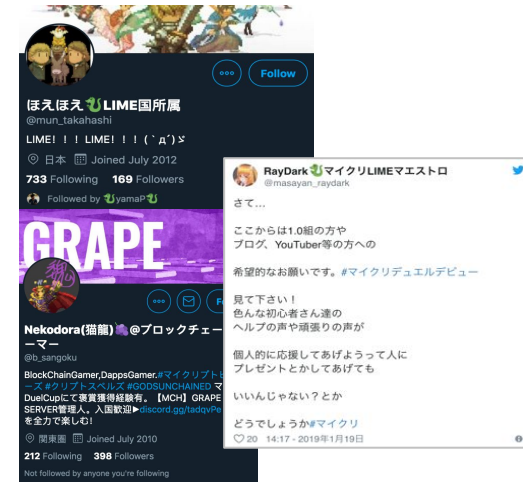 ほえほえ🐉LIME国所属
@mun_takahashi
LIME！！！LIME！！！(｀д´)ゞ
日本 Joined July 2012
733 Following 169 Followers
Followed by 🐉yamaP🐉
Follow
GRAPE
Nekodora(猫龍)🍇@ブロックチェー
ーマー
@b_sangoku
BlockChainGamer,DappsGamer.#マイクリプトヒ
ーズ #クリプトスペルズ #GODSUNCHAINED マ
DuelCupにて褒賞獲得経験有。【MCH】GRAPE
SERVER管理人。入国歓迎▶discord.gg/tadqvPe
を全力で楽しむ!
関東圏 Joined July 2010
212 Following 398 Followers
Not followed by anyone you're following
RayDark🐉マイクリLIMEマエストロ
@masayan_raydark
さて…
ここからは1.0組の方や
ブログ、YouTuber等の方への
希望的なお願いです。#マイクリデュエルデビュー
見て下さい！
色んな初心者さん達の
ヘルプの声や頑張りの声が
個人的に応援してあげようって人に
プレゼントとかしてあげても
いいんじゃない？とか
どうでしょうか#マイクリ
♡20 14:17 - 2019年1月19日